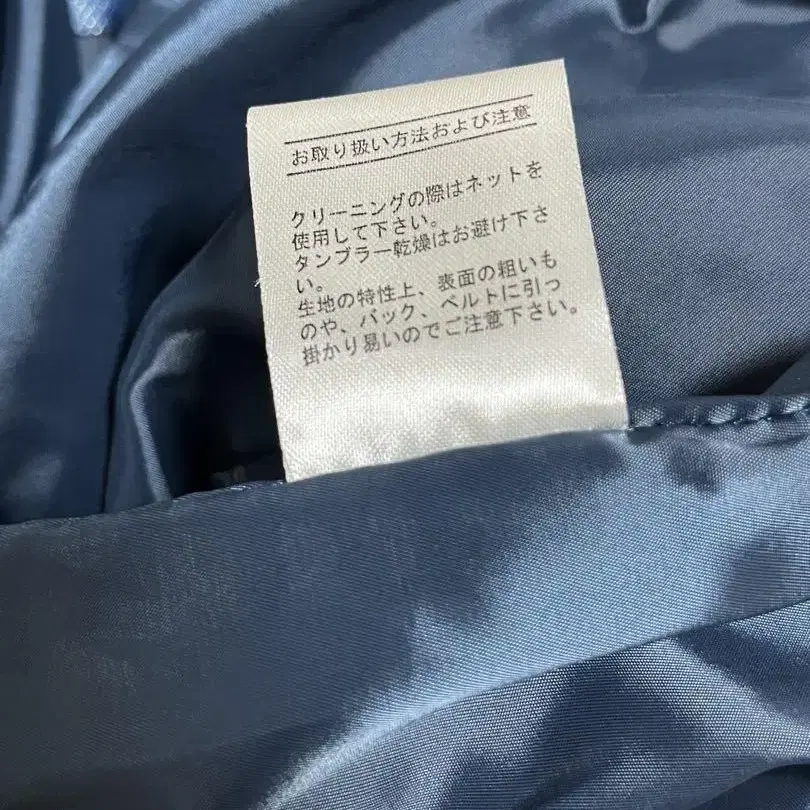 お取り扱い方法および注意
クリーニングの際はネットを
使用して下さい。
タンブラー乾燥はお避け下さ
い。
生地の特性上、表面の粗いも
のや、バック、ベルトに引っ
掛かり易いのでご注意下さい。